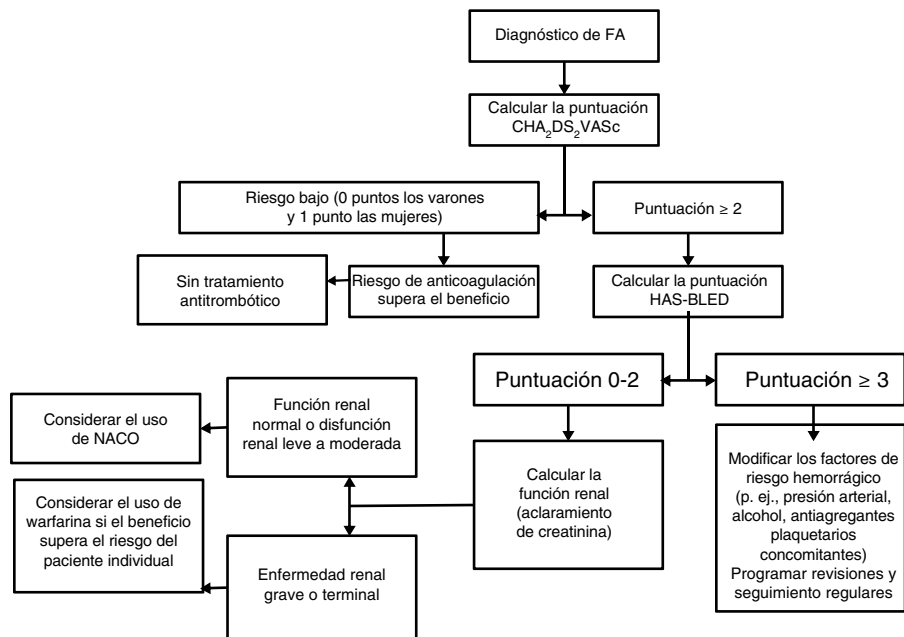 Diagnóstico de FA
Calcular la puntuación
CHA₂DS₂VASc
Riesgo bajo (0 puntos los varones
y 1 punto las mujeres)
Puntuación ≥ 2
Sin tratamiento
antitrombótico
Riesgo de anticoagulación
supera el beneficio
Calcular la puntuación
HAS-BLED
Puntuación 0-2
Puntuación ≥ 3
Considerar el uso
de NACO
Función renal
normal o disfunción
renal leve a moderada
Calcular la
función renal
(aclaramiento
de creatinina)
Modificar los factores de
riesgo hemorrágico
(p. ej., presión arterial,
alcohol, antiagregantes
plaquetarios
concomitantes)
Programar revisiones y
seguimiento regulares
Considerar el uso de
warfarina si el beneficio
supera el riesgo del
paciente individual
Enfermedad renal
grave o terminal